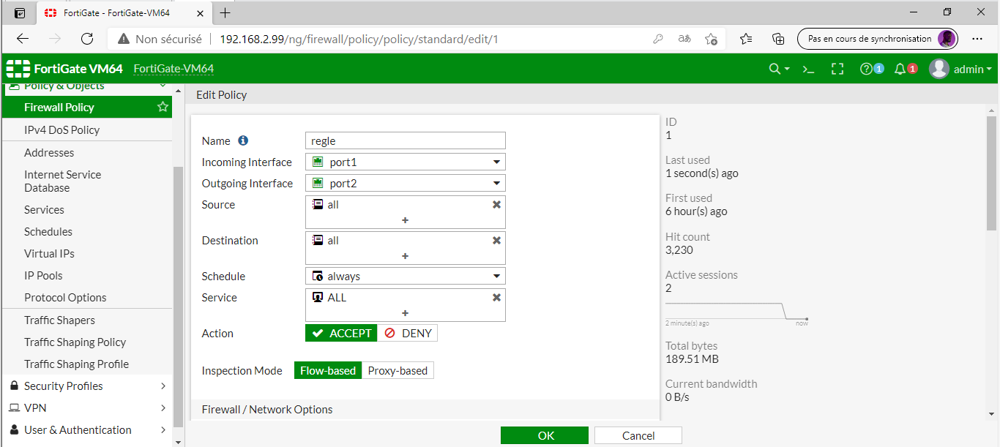 FortiGate - FortiGate-VM64
Non sécurisé 192.168.2.99/ng/firewall/policy/policy/standard/edit/1
aあ
Pas en cours de synchronisation
FortiGate VM64 FortiGate-VM64
1
1
admin
Policy & Objects
Firewall Policy
IPv4 DoS Policy
Addresses
Internet Service
Database
Services
Schedules
Virtual IPs
IP Pools
Protocol Options
Traffic Shapers
Traffic Shaping Policy
Traffic Shaping Profile
Security Profiles
VPN
User & Authentication
Edit Policy
Name regle
Incoming Interface port1
Outgoing Interface port2
Source all
Destination all
Schedule always
Service ALL
Action ACCEPT DENY
Inspection Mode Flow-based Proxy-based
Firewall / Network Options
OK Cancel
ID
1
Last used
1 second(s) ago
First used
6 hour(s) ago
Hit count
3,230
Active sessions
2
2 minute(s) ago now
Total bytes
189.51 MB
Current bandwidth
0 B/s